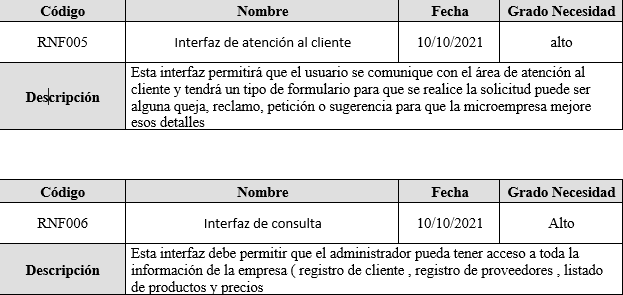 Código Nombre Fecha Grado Necesidad
RNF005 Interfaz de atención al cliente 10/10/2021 alto
Descripción
Esta interfaz permitirá que el usuario se comunique con el área de atención al
cliente y tendrá un tipo de formulario para que se realice la solicitud puede ser
alguna queja, reclamo, petición o sugerencia para que la microempresa mejore
esos detalles
Código Nombre Fecha Grado Necesidad
RNF006 Interfaz de consulta 10/10/2021 Alto
Descripción
Esta interfaz debe permitir que el administrador pueda tener acceso a toda la
información de la empresa ( registro de cliente , registro de proveedores , listado
de productos y precios